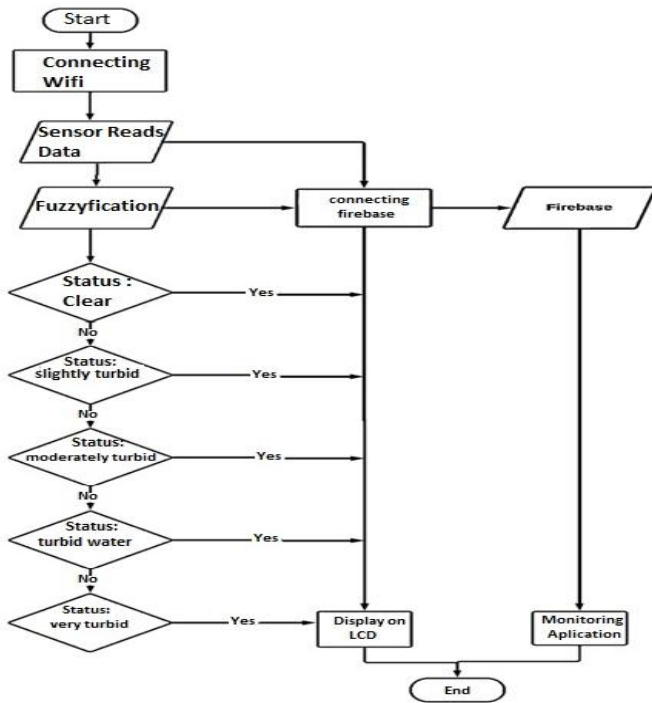 Start
Connecting
Wifi
Sensor Reads
Data
Fuzzyfication
connecting
firebase
Firebase
Status :
Clear
Yes
No
Status:
slightly turbid
Yes
No
Status:
moderately turbid
Yes
No
Status:
turbid water
Yes
No
Status:
very turbid
Yes
Display on
LCD
Monitoring
Aplication
End